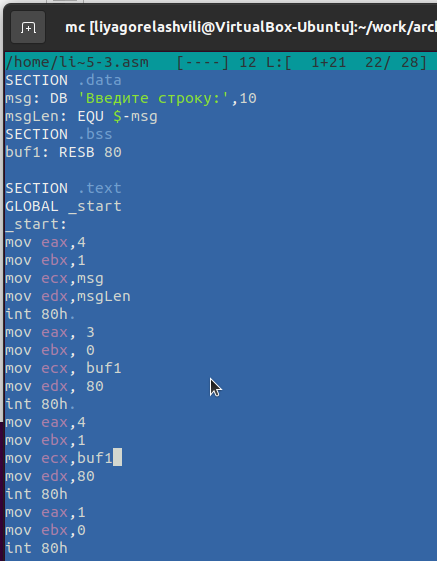 mc [liyagorelashvili@VirtualBox-Ubuntu]:~/work/arc
/home/li~5-3.asm   [----] 12 L:[  1+21  22/ 28]
SECTION .data
msg: DB 'Введите строку:',10
msgLen: EQU $-msg
SECTION .bss
buf1: RESB 80
SECTION .text
GLOBAL _start
_start:
mov eax,4
mov ebx,1
mov ecx,msg
mov edx,msgLen
int 80h.
mov eax, 3
mov ebx, 0
mov ecx, buf1
mov edx, 80
int 80h.
mov eax,4
mov ebx,1
mov ecx,buf1
mov edx,80
int 80h
mov eax,1
mov ebx,0
int 80h